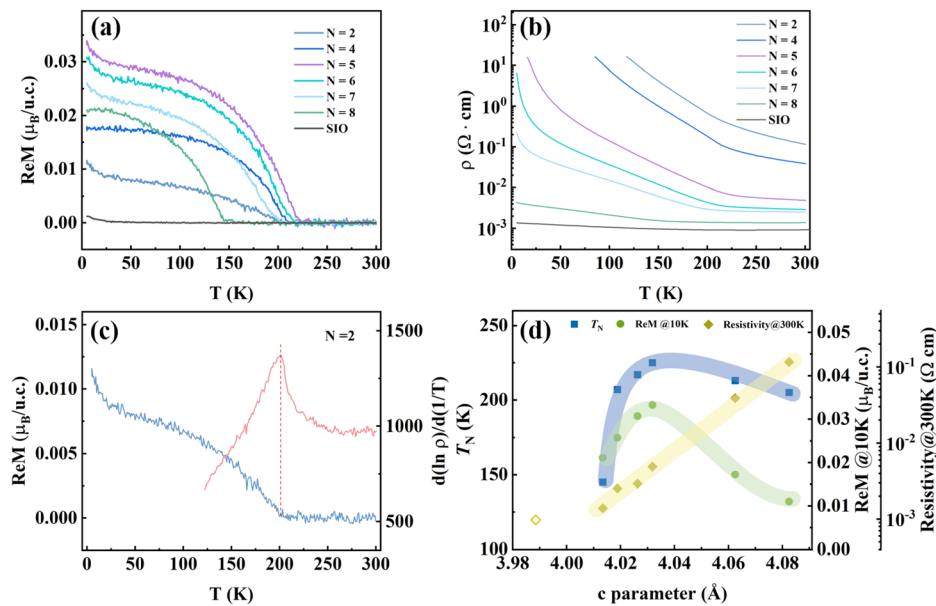 (a)
N = 2
N = 4
N = 5
N = 6
N = 7
N = 8
SIO
0.03
0.02
0.01
0.00
ReM (μB/u.c.)
0 50 100 150 200 250 300
T (K)
(b)
N = 2
N = 4
N = 5
N = 6
N = 7
N = 8
SIO
10²
10¹
10⁰
10⁻¹
10⁻²
10⁻³
ρ (Ω · cm)
0 50 100 150 200 250 300
T (K)
(c)
N =2
0.015
0.010
0.005
0.000
ReM (μB/u.c.)
1500
1000
500
d(ln ρ)/d(1/T)
0 50 100 150 200 250 300
T (K)
(d)
TN ReM @10K Resistivity@300K
250
225
200
175
150
125
100
TN (K)
0.05
0.04
0.03
0.02
0.01
0.00
ReM @10K (μB/u.c.)
10⁻¹
10⁻²
10⁻³
Resistivity@300K (Ω cm)
3.98 4.00 4.02 4.04 4.06 4.08
c parameter (Å)